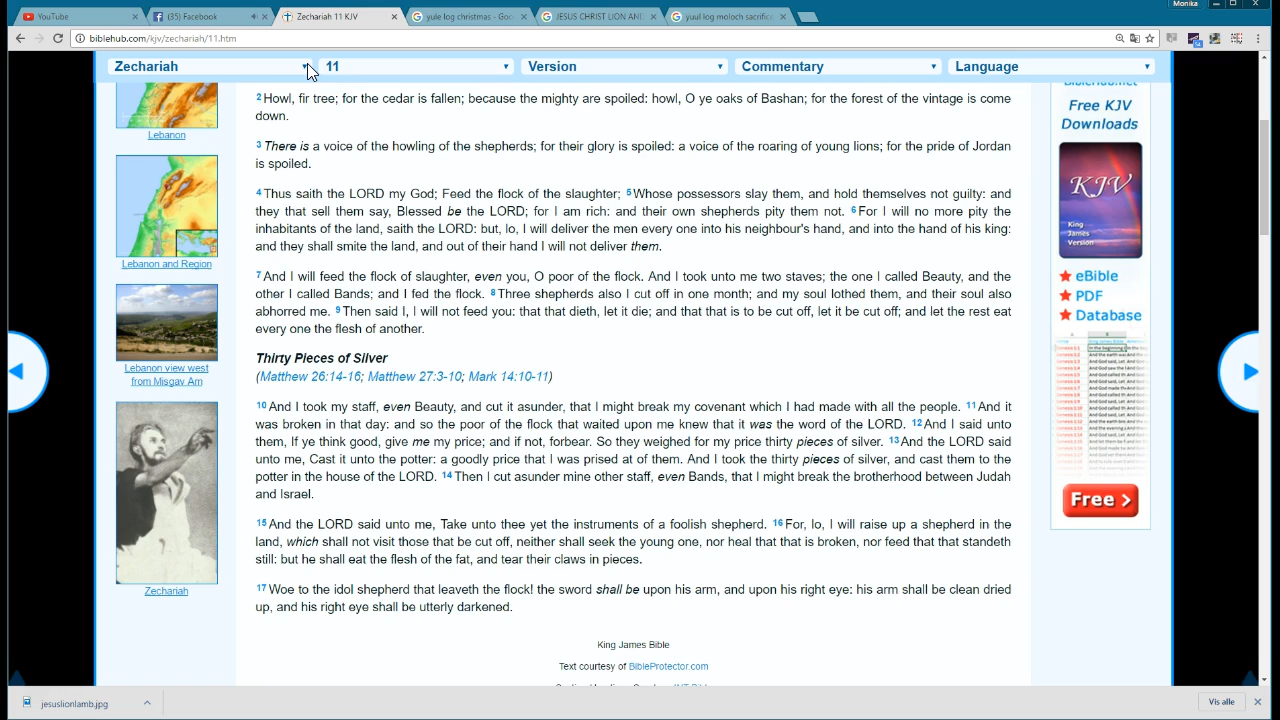 Monika
YouTube
(35) Facebook
Zechariah 11 KJV
yule log christmas - Goo
JESUS CHRIST LION AND
yuul log moloch sacrifice
biblehub.com/kjv/zechariah/11.htm
Zechariah
11
Version
Commentary
Language
2 Howl, fir tree; for the cedar is fallen; because the mighty are spoiled: howl, O ye oaks of Bashan; for the forest of the vintage is come
down.
3 There is a voice of the howling of the shepherds; for their glory is spoiled: a voice of the roaring of young lions; for the pride of Jordan
is spoiled.
4 Thus saith the LORD my God; Feed the flock of the slaughter; 5 Whose possessors slay them, and hold themselves not guilty: and
they that sell them say, Blessed be the LORD; for I am rich: and their own shepherds pity them not. 6 For I will no more pity the
inhabitants of the land, saith the LORD: but, lo, I will deliver the men every one into his neighbour's hand, and into the hand of his king:
and they shall smite the land, and out of their hand I will not deliver them.
7 And I will feed the flock of slaughter, even you, O poor of the flock. And I took unto me two staves; the one I called Beauty, and the
other I called Bands; and I fed the flock. 8 Three shepherds also I cut off in one month; and my soul lothed them, and their soul also
abhorred me. 9 Then said I, I will not feed you: that that dieth, let it die; and that that is to be cut off, let it be cut off; and let the rest eat
every one the flesh of another.
Thirty Pieces of Silver
(Matthew 26:14-16; Matthew 27:1-10; Mark 14:10-11)
10 And I took my staff, even Beauty, and cut it asunder, that I might break my covenant which I had made with all the people. 11 And it
was broken in that day: and so the poor of the flock that waited upon me knew that it was the word of the LORD. 12 And I said unto
them, If ye think good, give me my price; and if not, forbear. So they weighed for my price thirty pieces of silver. 13 And the LORD said
unto me, Cast it unto the potter: a goodly price that I was prised at of them. And I took the thirty pieces of silver, and cast them to the
potter in the house of the LORD. 14 Then I cut asunder mine other staff, even Bands, that I might break the brotherhood between Judah
and Israel.
15 And the LORD said unto me, Take unto thee yet the instruments of a foolish shepherd. 16 For, lo, I will raise up a shepherd in the
land, which shall not visit those that be cut off, neither shall seek the young one, nor heal that that is broken, nor feed that that standeth
still: but he shall eat the flesh of the fat, and tear their claws in pieces.
17 Woe to the idol shepherd that leaveth the flock! the sword shall be upon his arm, and upon his right eye: his arm shall be clean dried
up, and his right eye shall be utterly darkened.
King James Bible
Text courtesy of BibleProtector.com
Lebanon
Lebanon and Region
Lebanon view west
from Misgav Am
Zechariah
BibleHub.net
Free KJV
Downloads
KJV
King
James
Version
eBible
PDF
Database
Free >
jesuslionlamb.jpg
Vis alle